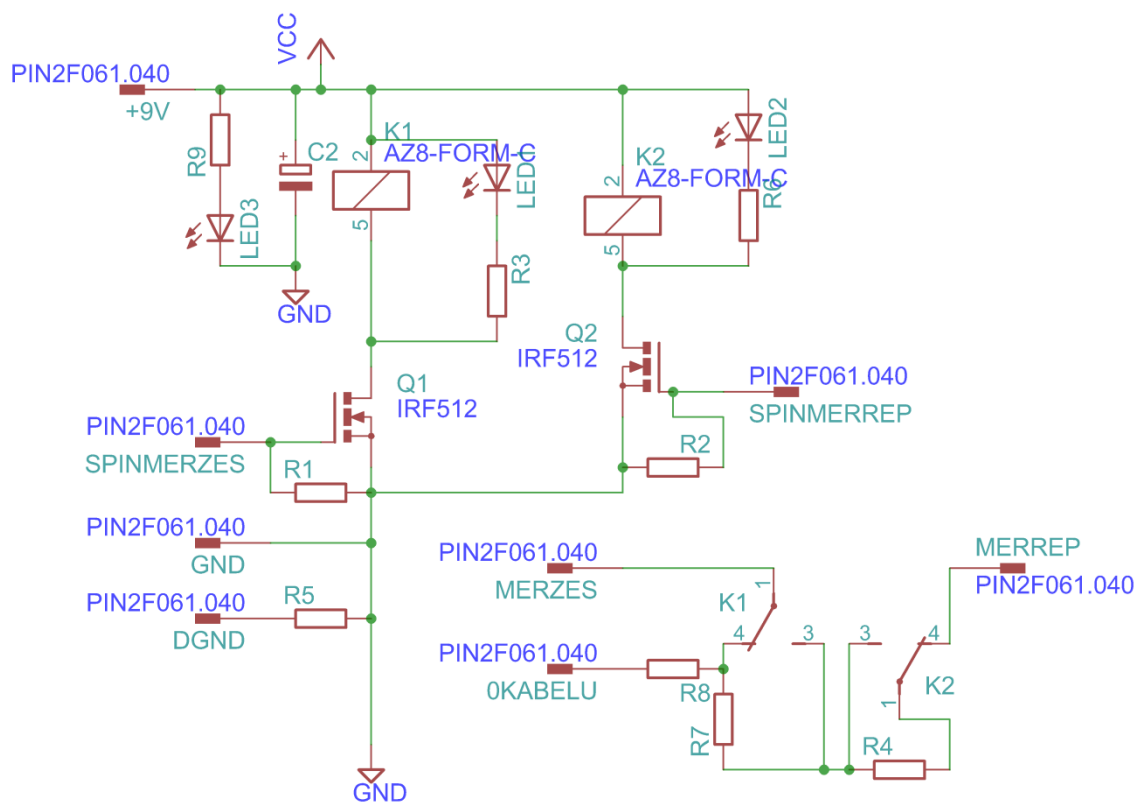 VCC
PIN2F061.040
+9V
R9
LED3
+
C2
GND
K1
AZ8-FORM-C
2
5
LED1
R3
K2
AZ8-FORM-C
2
5
LED2
R6
Q1
IRF512
Q2
IRF512
PIN2F061.040
SPINMERREP
R2
PIN2F061.040
SPINMERZES
R1
PIN2F061.040
GND
PIN2F061.040
DGND
R5
GND
PIN2F061.040
MERZES
PIN2F061.040
0KABELU
R8
R7
K1
1
4
3
3
4
1
K2
R4
MERREP
PIN2F061.040